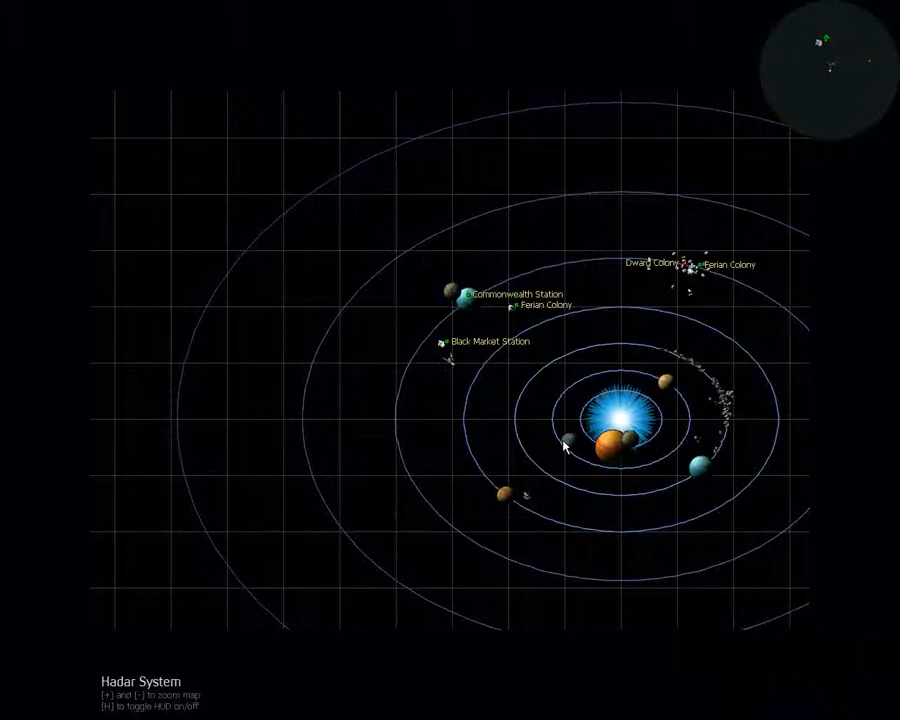 Dward Colony
Ferian Colony
Commonwealth Station
Ferian Colony
Black Market Station
Hadar System
[+] and [-] to zoom map
[H] to toggle HUD on/off